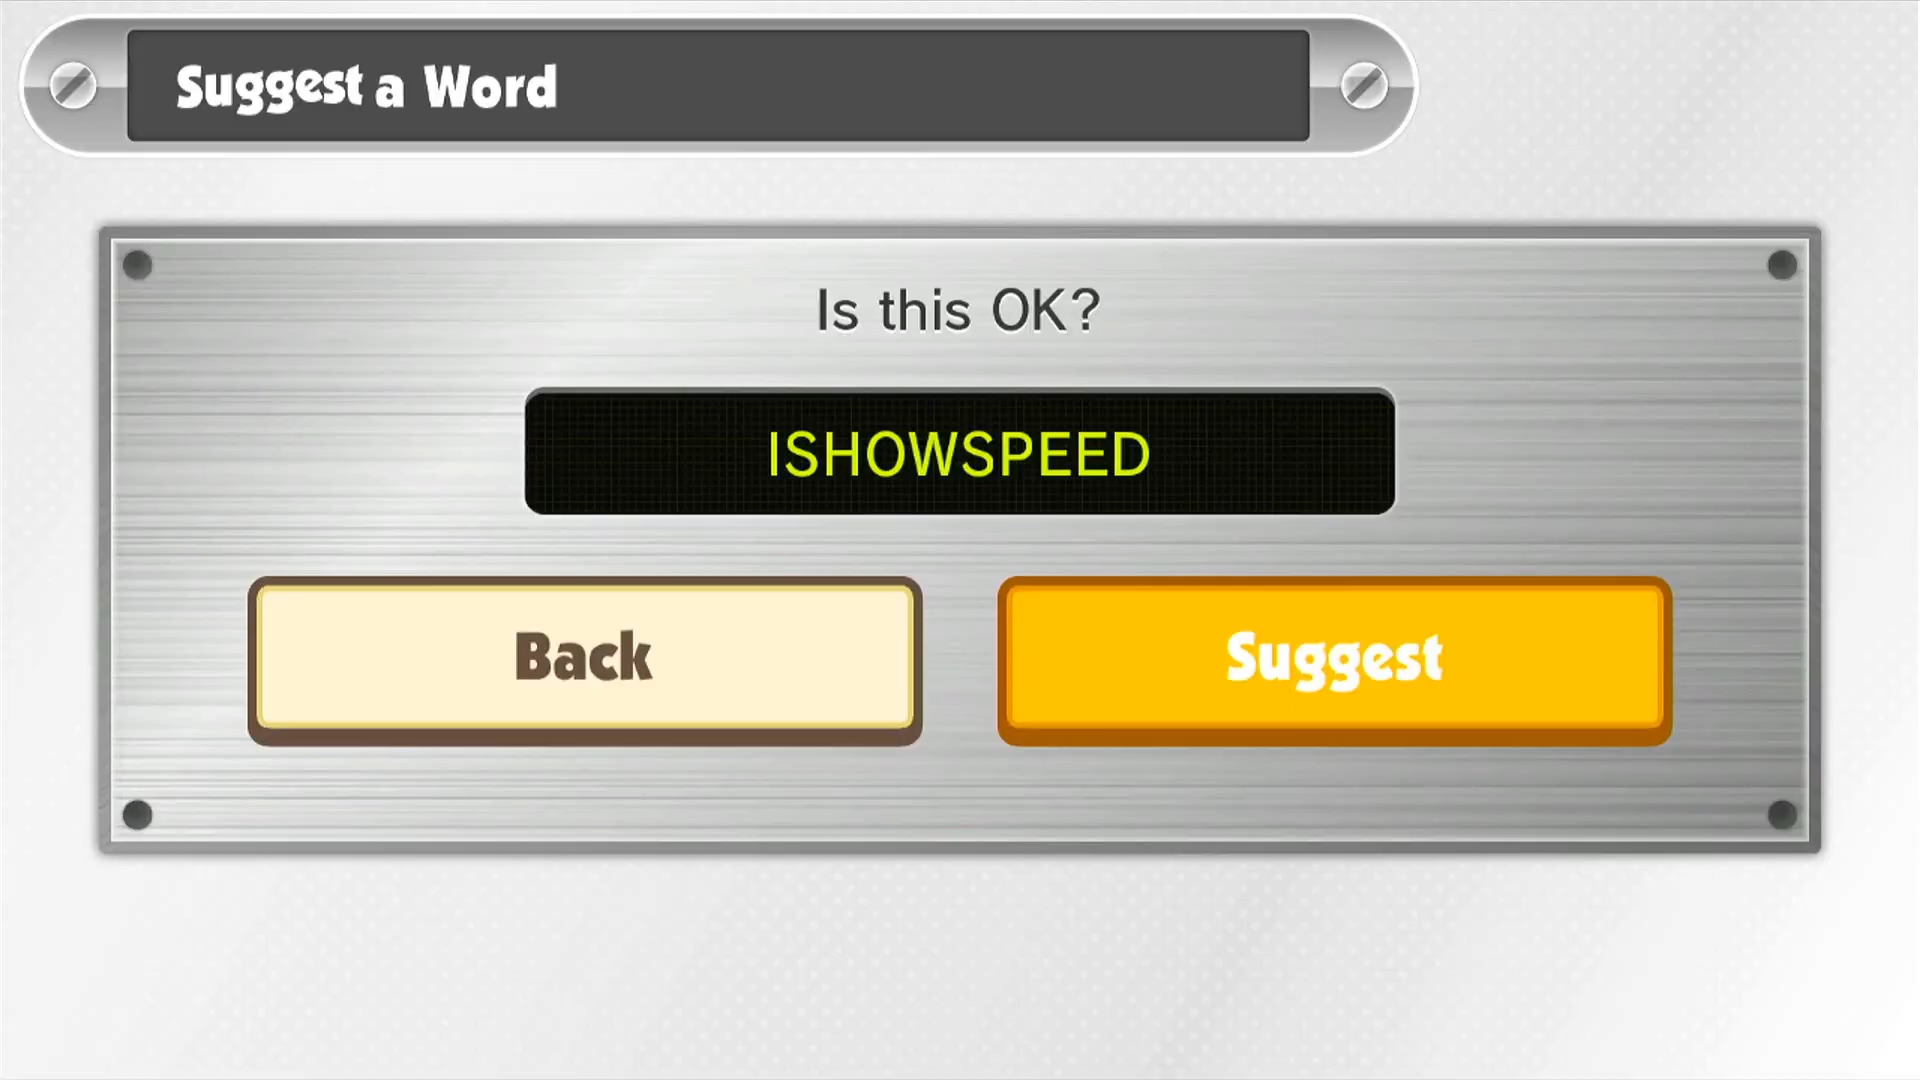 Suggest a Word
Is this OK?
ISHOWSPEED
Back
Suggest